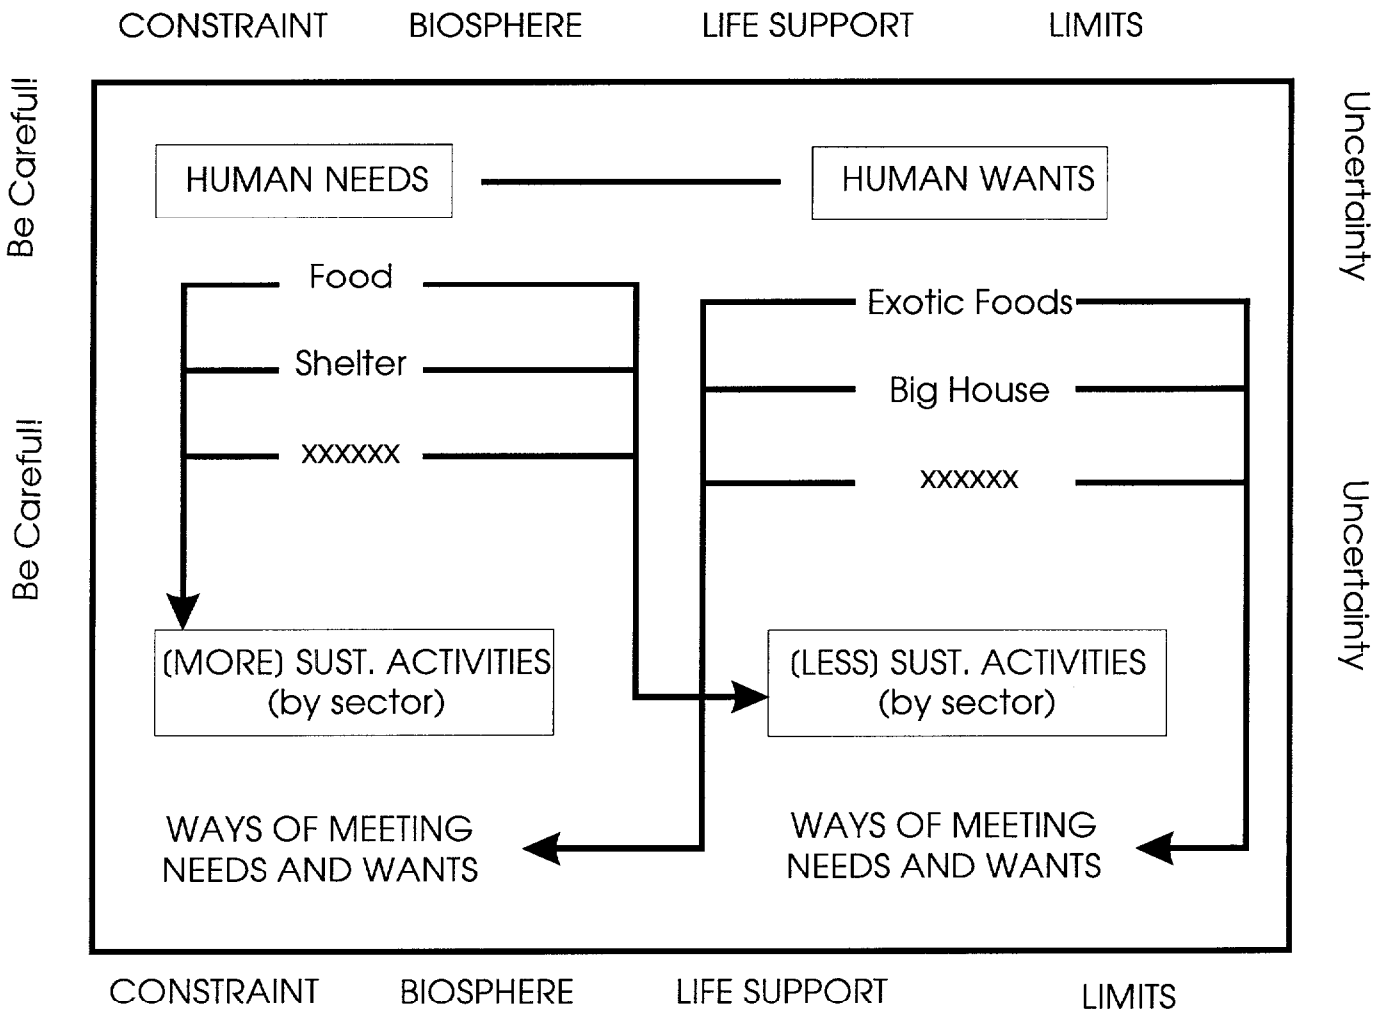 CONSTRAINT BIOSPHERE LIFE SUPPORT LIMITS
Be Careful!
Uncertainty
HUMAN NEEDS HUMAN WANTS
Food
Exotic Foods
Shelter
Big House
xxxxxx
xxxxxx
Be Careful!
Uncertainty
(MORE) SUST. ACTIVITIES
(by sector)
(LESS) SUST. ACTIVITIES
(by sector)
WAYS OF MEETING
NEEDS AND WANTS
WAYS OF MEETING
NEEDS AND WANTS
CONSTRAINT BIOSPHERE LIFE SUPPORT LIMITS